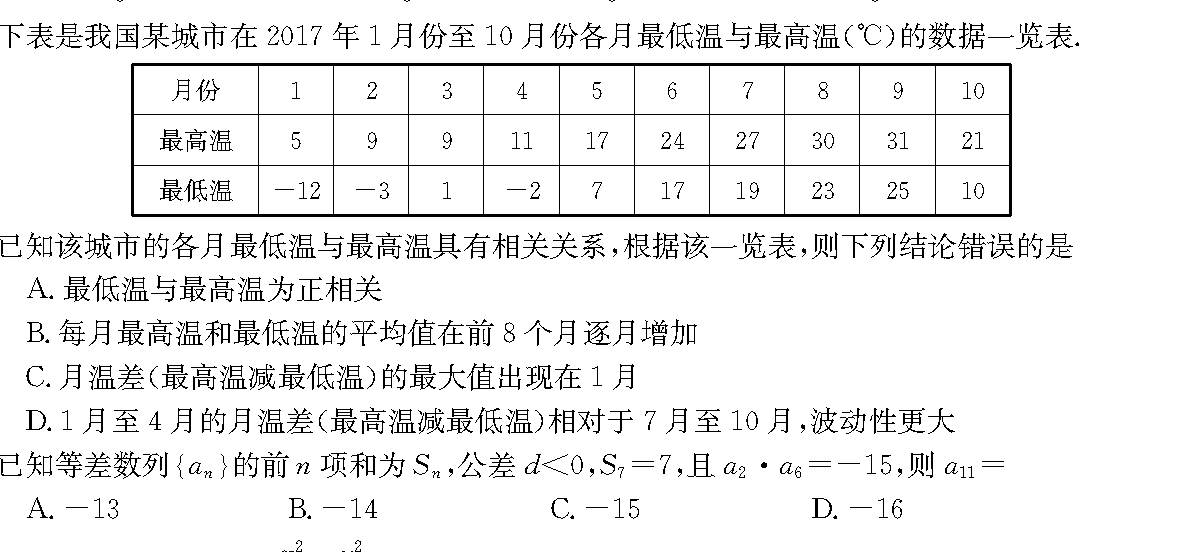 下表是我国某城市在 2017 年 1 月份至 10 月份各月最低温与最高温(℃)的数据一览表.
月份 1 2 3 4 5 6 7 8 9 10
最高温 5 9 9 11 17 24 27 30 31 21
最低温 －12 －3 1 －2 7 17 19 23 25 10
已知该城市的各月最低温与最高温具有相关关系,根据该一览表,则下列结论错误的是
A. 最低温与最高温为正相关
B. 每月最高温和最低温的平均值在前 8 个月逐月增加
C. 月温差(最高温减最低温)的最大值出现在 1 月
D. 1 月至 4 月的月温差(最高温减最低温)相对于 7 月至 10 月,波动性更大
已知等差数列{aₙ}的前 n 项和为 Sₙ,公差 d<0,S₇=7,且 a₂·a₆=－15,则 a₁₁=
A. －13 B. －14 C. －15 D. －16